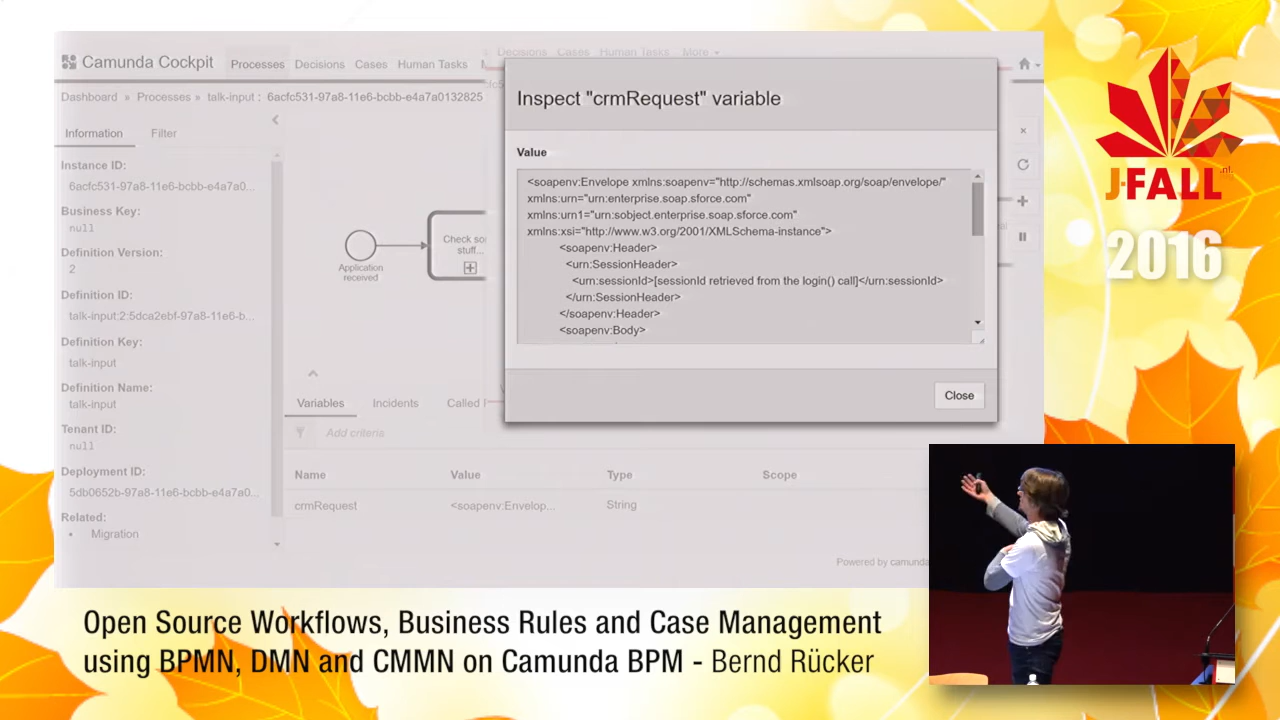 Camunda Cockpit
Processes
Decisions
Cases
Human Tasks
Decisions
Cases
Human Tasks
More
Dashboard » Processes » talk-input : 6acfc531-97a8-11e6-bcbb-e4a7a0132825
Information
Filter
Instance ID:
6acfc531-97a8-11e6-bcbb-e4a7a0...
Business Key:
null
Definition Version:
2
Definition ID:
talk-input:2:5dca2ebf-97a8-11e6-b...
Definition Key:
talk-input
Definition Name:
talk-input
Tenant ID:
null
Deployment ID:
5db0652b-97a8-11e6-bcbb-e4a7a0...
Related:
• Migration
Application
received
Check
stuff...
Inspect "crmRequest" variable
Value
<soapenv:Envelope xmlns:soapenv="http://schemas.xmlsoap.org/soap/envelope/"
xmlns:urn="urn:enterprise.soap.sforce.com"
xmlns:urn1="urn:sobject.enterprise.soap.sforce.com"
xmlns:xsi="http://www.w3.org/2001/XMLSchema-instance">
<soapenv:Header>
<urn:SessionHeader>
<urn:sessionId>[sessionId retrieved from the login() call]</urn:sessionId>
</urn:SessionHeader>
</soapenv:Header>
<soapenv:Body>
Close
Variables
Incidents
Called
Add criteria
Name
Value
Type
Scope
crmRequest
<soapenv:Envelop...
String
Powered by camunda
J-FALL.nl
2016
Open Source Workflows, Business Rules and Case Management
using BPMN, DMN and CMMN on Camunda BPM - Bernd Rücker